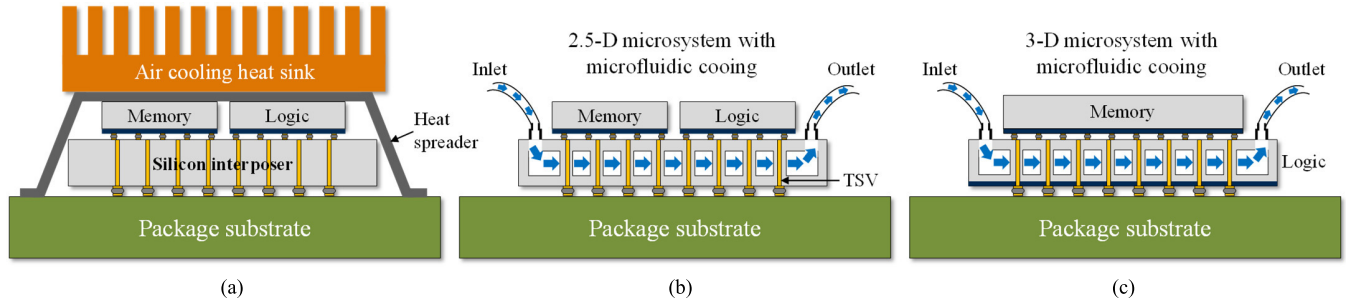 Air cooling heat sink
Memory
Logic
Heat
spreader
Silicon interposer
Package substrate
(a)
2.5-D microsystem with
microfluidic cooing
Inlet
Outlet
Memory
Logic
TSV
Package substrate
(b)
3-D microsystem with
microfluidic cooing
Inlet
Outlet
Memory
Logic
Package substrate
(c)